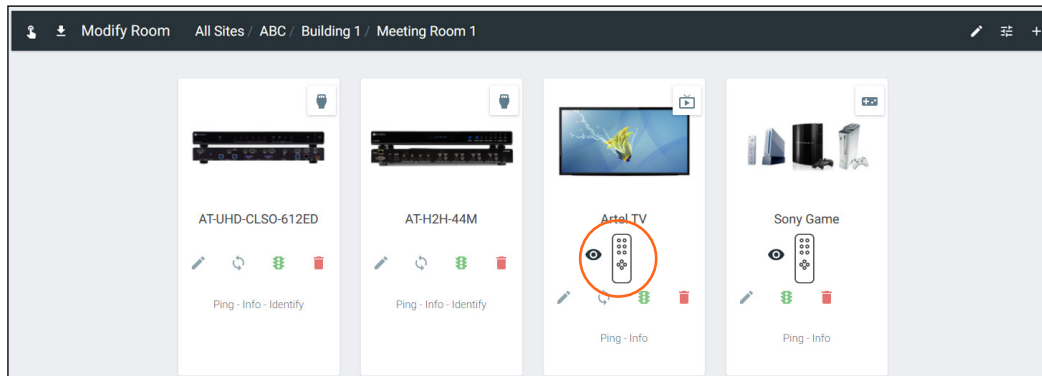 Modify Room All Sites / ABC / Building 1 / Meeting Room 1
AT-UHD-CLSO-612ED
AT-H2H-44M
Artel TV
Sony Game
Ping - Info - Identify
Ping - Info - Identify
Ping - Info
Ping - Info